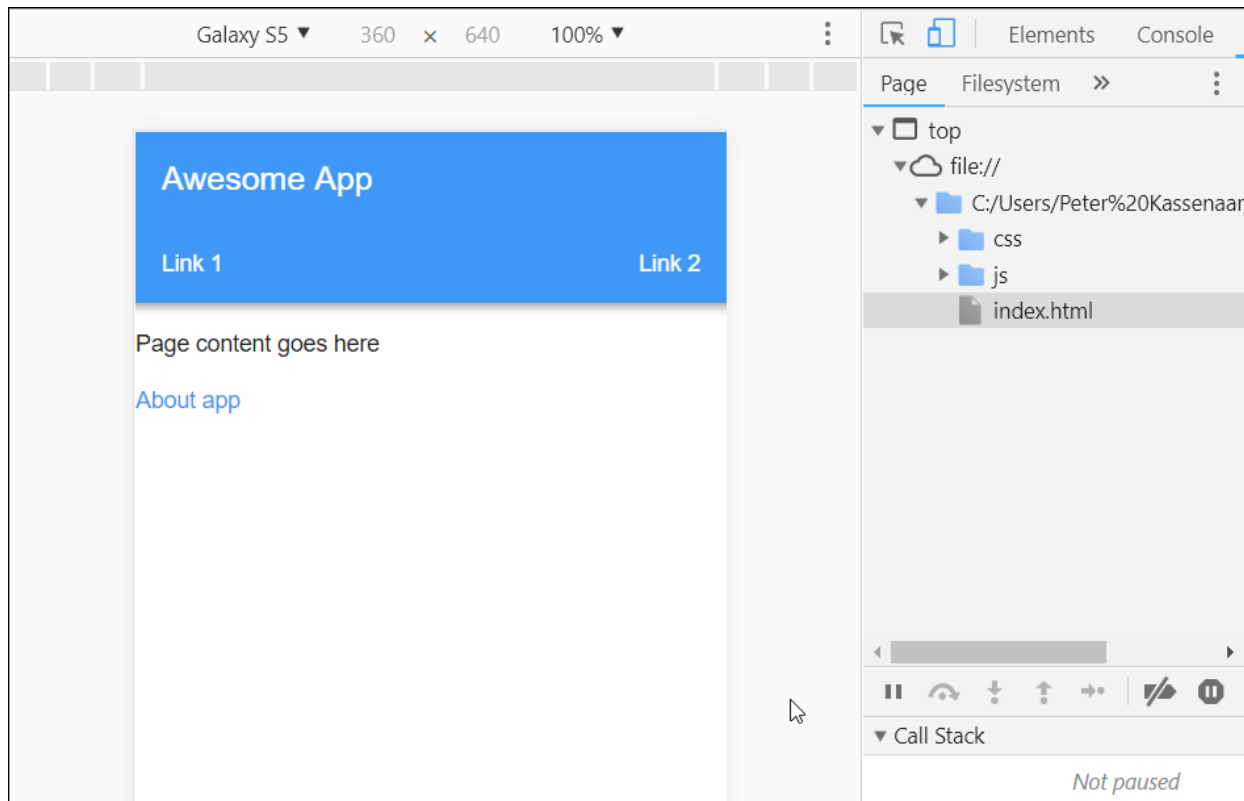 Galaxy S5 ▼ 360 × 640 100% ▼
Elements Console
Page Filesystem »
top
file://
C:/Users/Peter%20Kassenaar
css
js
index.html
Awesome App
Link 1 Link 2
Page content goes here
About app
Call Stack
Not paused